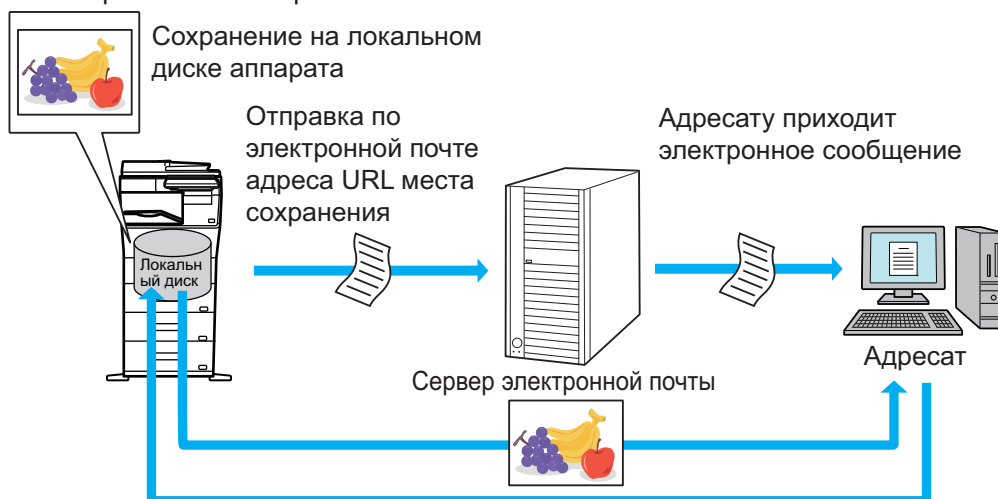 Сохранение на локальном
диске аппарата
Отправка по
электронной почте
адреса URL места
сохранения
Адресату приходит
электронное сообщение
Локальн
ый диск
Адресат
Сервер электронной почты